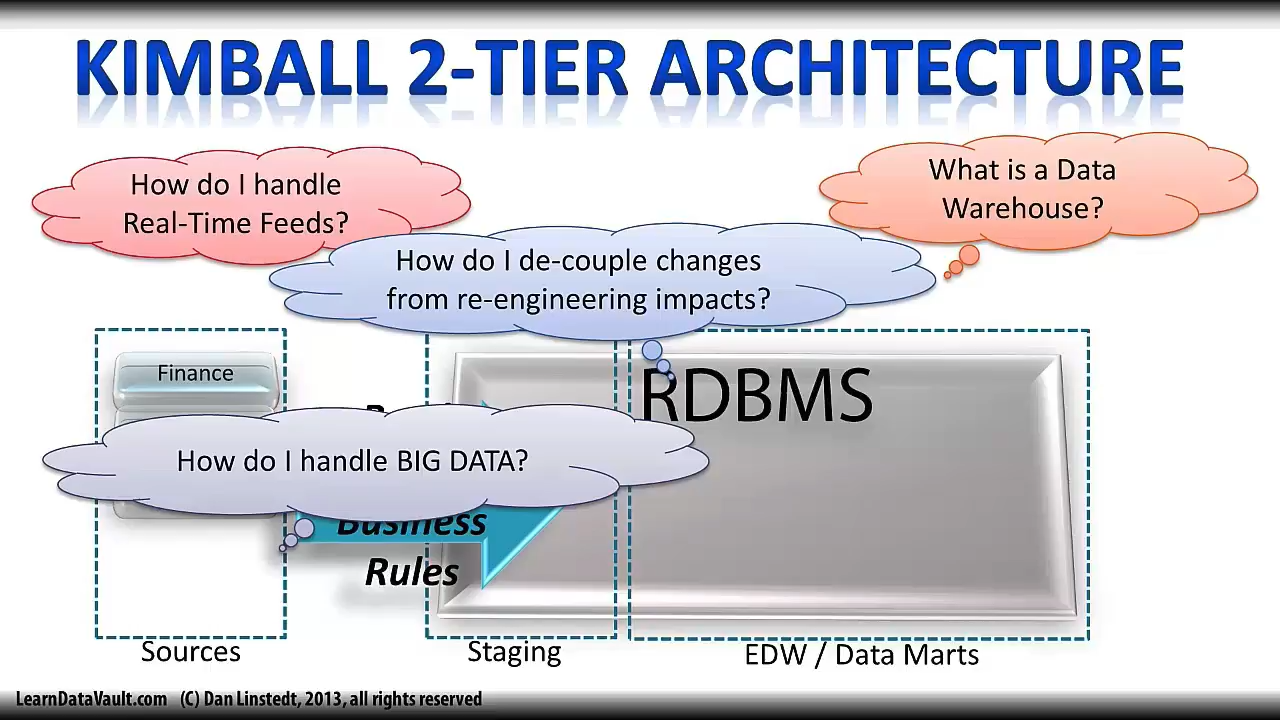 KIMBALL 2-TIER ARCHITECTURE
How do I handle
Real-Time Feeds?
What is a Data
Warehouse?
How do I de-couple changes
from re-engineering impacts?
Finance
RDBMS
How do I handle BIG DATA?
Business
Rules
Sources
Staging
EDW / Data Marts
LearnDataVault.com (C) Dan Linstedt, 2013, all rights reserved